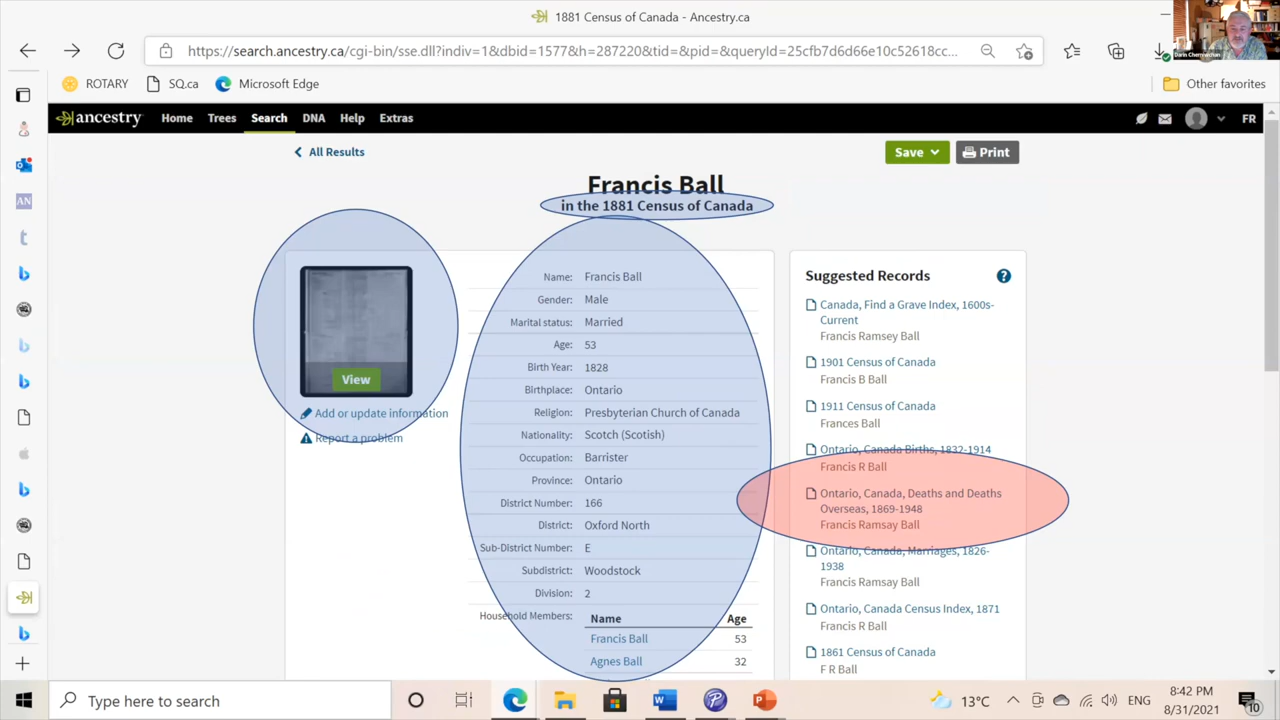 1881 Census of Canada - Ancestry.ca
https://search.ancestry.ca/cgi-bin/sse.dll?indiv=1&dbid=1577&h=287220&tid=&pid=&queryId=25cfb7d6d66e10c52618cc...
ROTARY
SQ.ca
Microsoft Edge
Other favorites
ancestry
Home
Trees
Search
DNA
Help
Extras
FR
All Results
Save
Print
Francis Ball
in the 1881 Census of Canada
View
Add or update information
Report a problem
Name: Francis Ball
Gender: Male
Marital status: Married
Age: 53
Birth Year: 1828
Birthplace: Ontario
Religion: Presbyterian Church of Canada
Nationality: Scotch (Scotish)
Occupation: Barrister
Province: Ontario
District Number: 166
District: Oxford North
Sub-District Number: E
Subdistrict: Woodstock
Division: 2
Household Members: Name Age
Francis Ball 53
Agnes Ball 32
Suggested Records
?
Canada, Find a Grave Index, 1600s-
Current
Francis Ramsey Ball
1901 Census of Canada
Francis B Ball
1911 Census of Canada
Frances Ball
Ontario, Canada Births, 1832-1914
Francis R Ball
Ontario, Canada, Deaths and Deaths
Overseas, 1869-1948
Francis Ramsay Ball
Ontario, Canada, Marriages, 1826-
1938
Francis Ramsay Ball
Ontario, Canada Census Index, 1871
Francis R Ball
1861 Census of Canada
F R Ball
AN
Type here to search
13°C
ENG
8:42 PM
8/31/2021
10